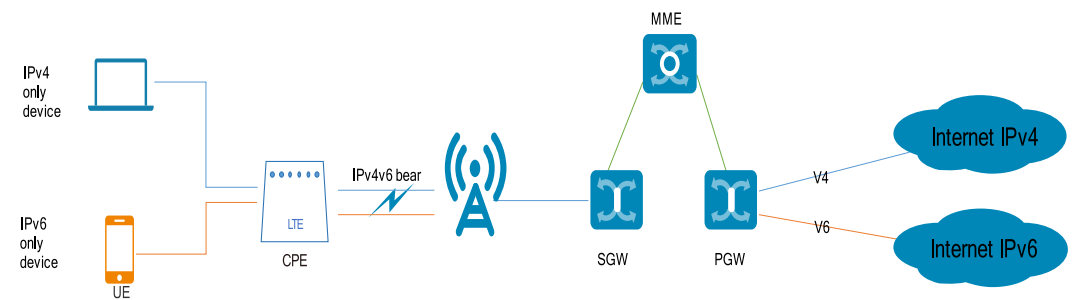 MME
IPv4
only
device
Internet IPv4
IPv4v6 bear
V4
LTE
IPv6
only
device
V6
CPE
SGW
PGW
Internet IPv6
UE